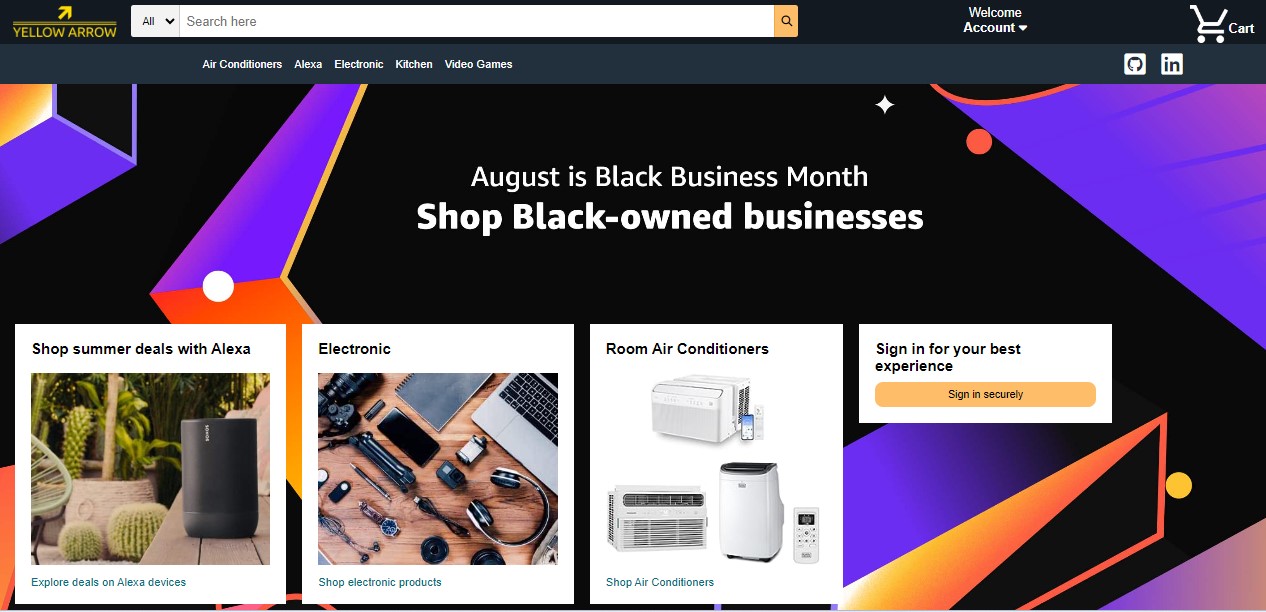 YELLOW ARROW
All
Search here
Welcome
Account
Cart
Air Conditioners Alexa Electronic Kitchen Video Games
in
August is Black Business Month
Shop Black-owned businesses
Shop summer deals with Alexa
SONOS
Explore deals on Alexa devices
Electronic
Shop electronic products
Room Air Conditioners
Shop Air Conditioners
Sign in for your best
experience
Sign in securely